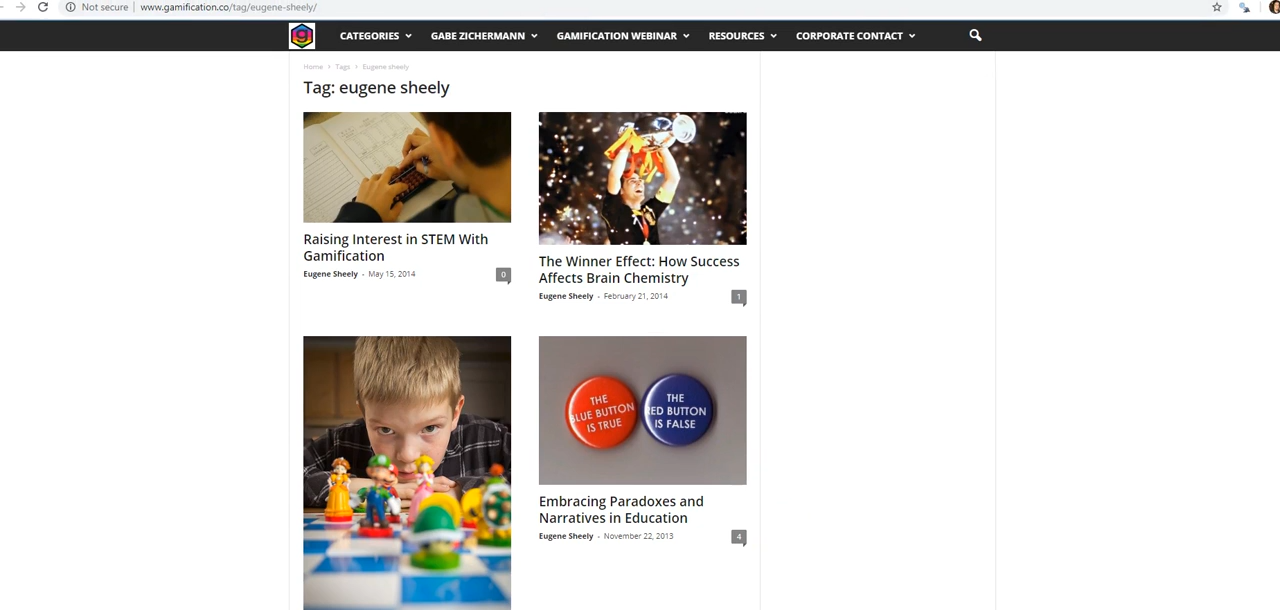 Not secure www.gamification.co/tag/eugene-sheely/
CATEGORIES GABE ZICHERMANN GAMIFICATION WEBINAR RESOURCES CORPORATE CONTACT
Home > Tags > Eugene sheely
Tag: eugene sheely
Raising Interest in STEM With
Gamification
Eugene Sheely - May 15, 2014 0
The Winner Effect: How Success
Affects Brain Chemistry
Eugene Sheely - February 21, 2014 1
THE
BLUE BUTTON
IS TRUE
THE
RED BUTTON
IS FALSE
Embracing Paradoxes and
Narratives in Education
Eugene Sheely - November 22, 2013 4